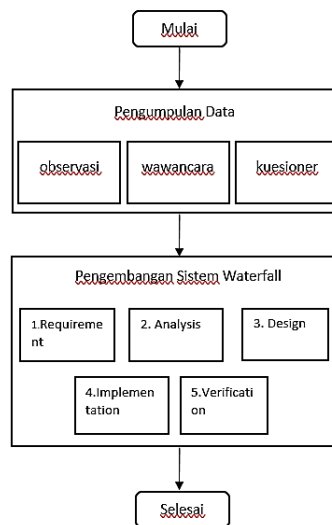 Mulai
Pengumpulan Data
observasi wawancara kuesioner
Pengembangan Sistem Waterfall
1.Requireme 2. Analysis 3. Design
nt
4.Implemen 5.Verificati
tation on
Selesai